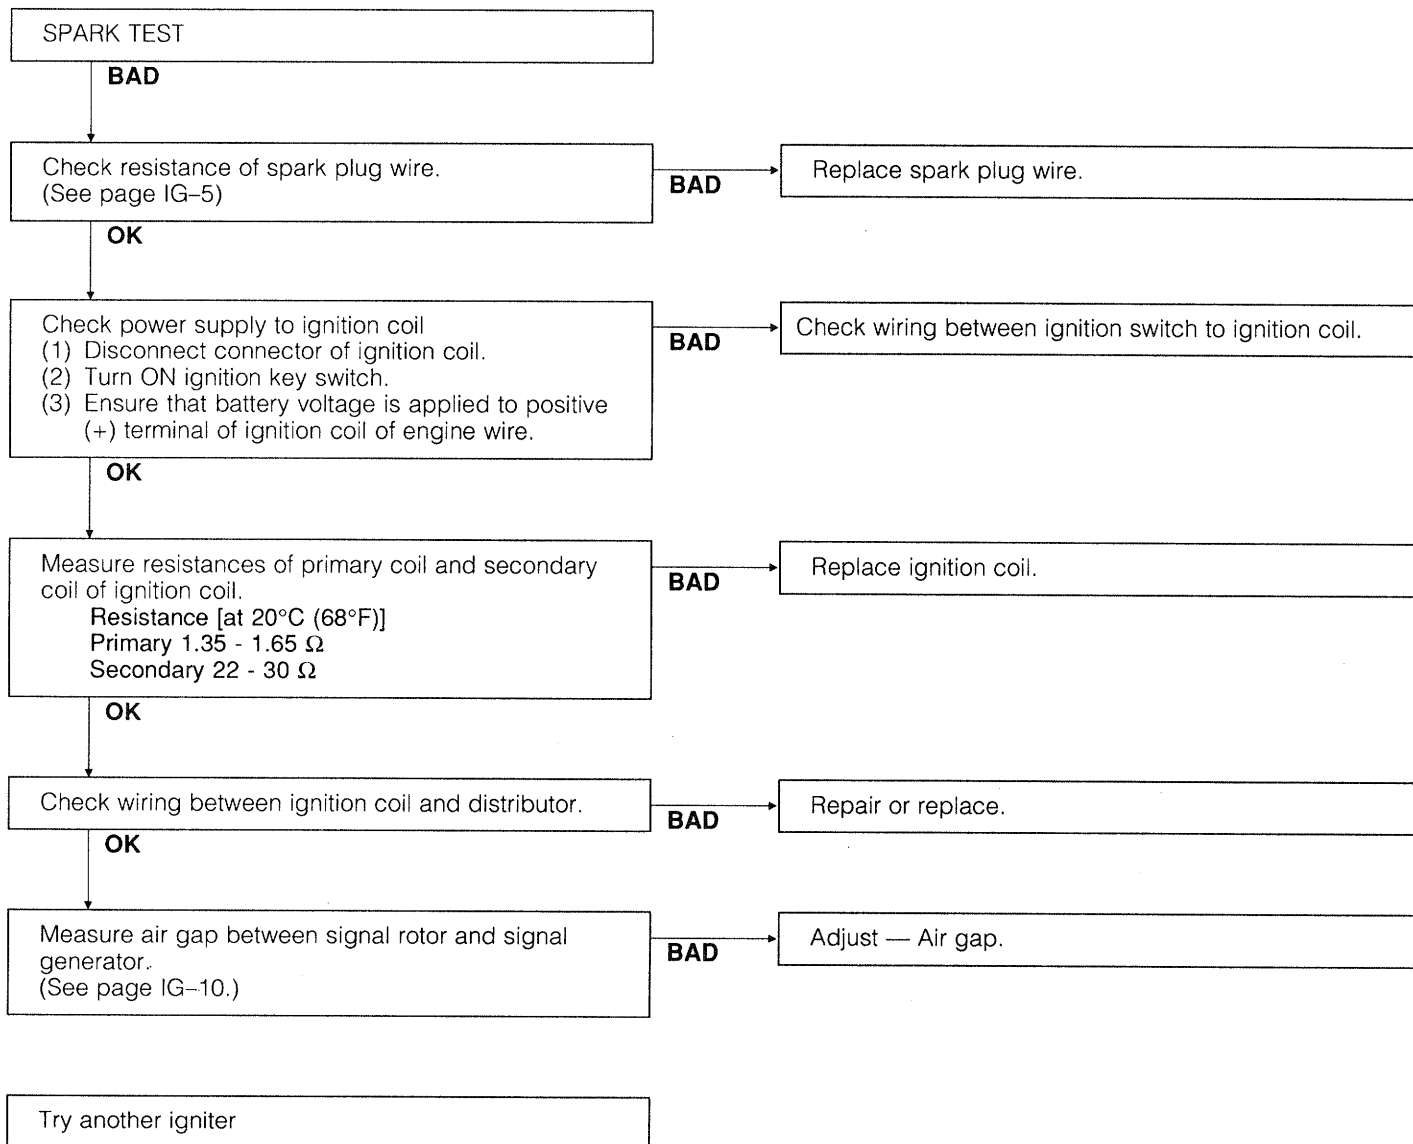 SPARK TEST
BAD
Check resistance of spark plug wire.
(See page IG–5)
BAD
Replace spark plug wire.
OK
Check power supply to ignition coil
(1) Disconnect connector of ignition coil.
(2) Turn ON ignition key switch.
(3) Ensure that battery voltage is applied to positive
(+) terminal of ignition coil of engine wire.
BAD
Check wiring between ignition switch to ignition coil.
OK
Measure resistances of primary coil and secondary
coil of ignition coil.
Resistance [at 20°C (68°F)]
Primary 1.35 - 1.65 Ω
Secondary 22 - 30 Ω
BAD
Replace ignition coil.
OK
Check wiring between ignition coil and distributor.
BAD
Repair or replace.
OK
Measure air gap between signal rotor and signal
generator.
(See page IG–10.)
BAD
Adjust — Air gap.
Try another igniter